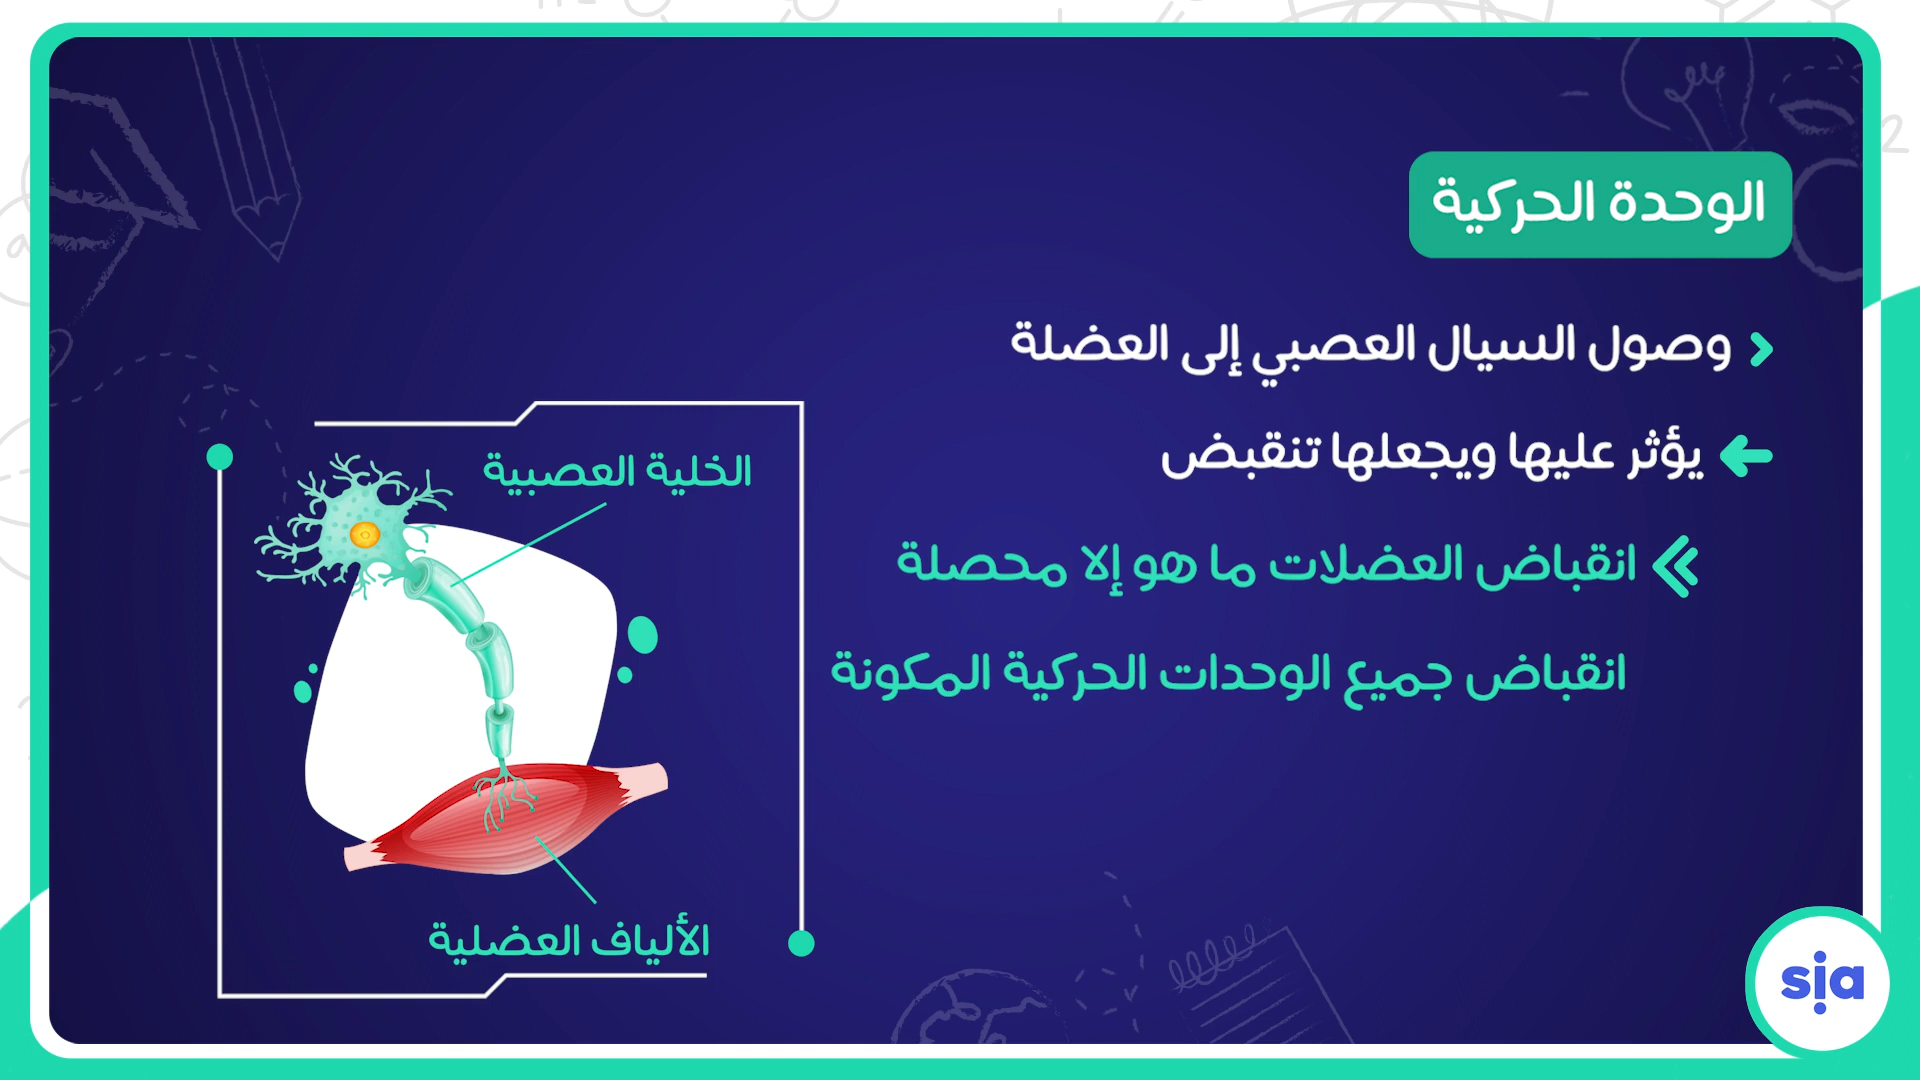 الوحدة الحركية
وصول السيال العصبي إلى العضلة
يؤثر عليها ويجعلها تنقبض
انقباض العضلات ما هو إلا محصلة
انقباض جميع الوحدات الحركية المكونة
الخلية العصبية
الألياف العضلية
sia